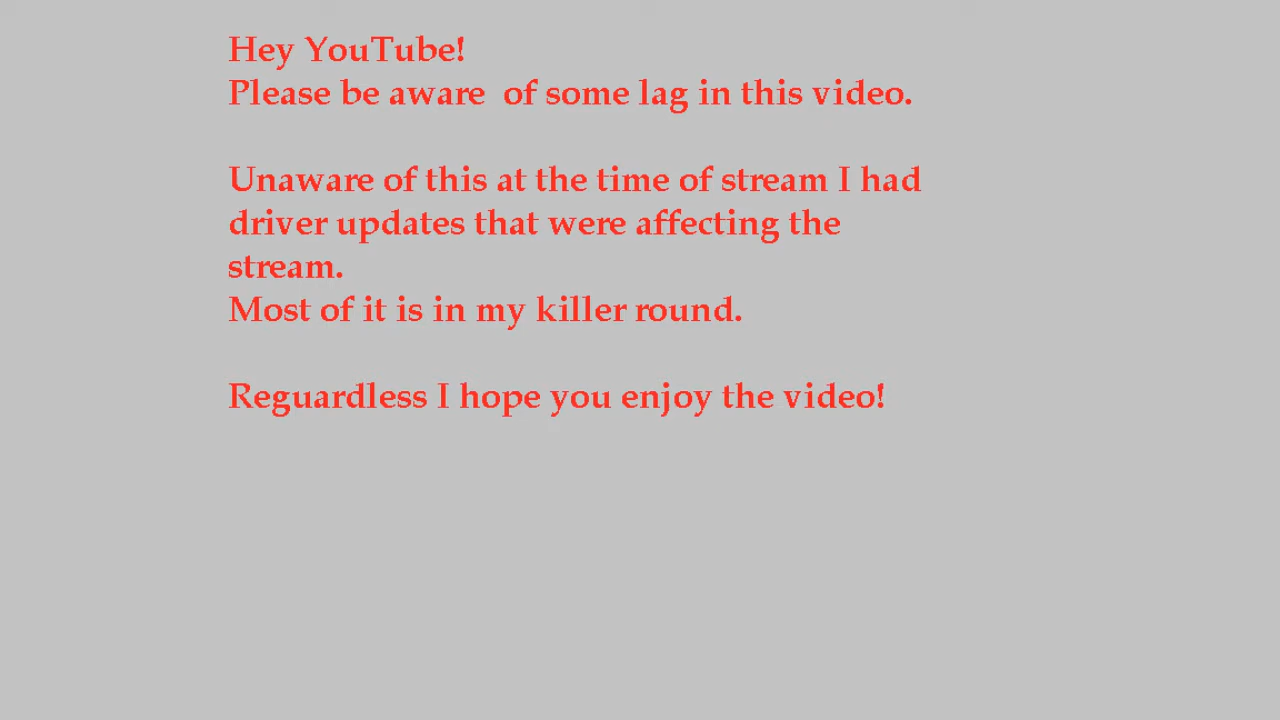 Hey YouTube!
Please be aware  of some lag in this video.
Unaware of this at the time of stream I had
driver updates that were affecting the
stream.
Most of it is in my killer round.
Reguardless I hope you enjoy the video!